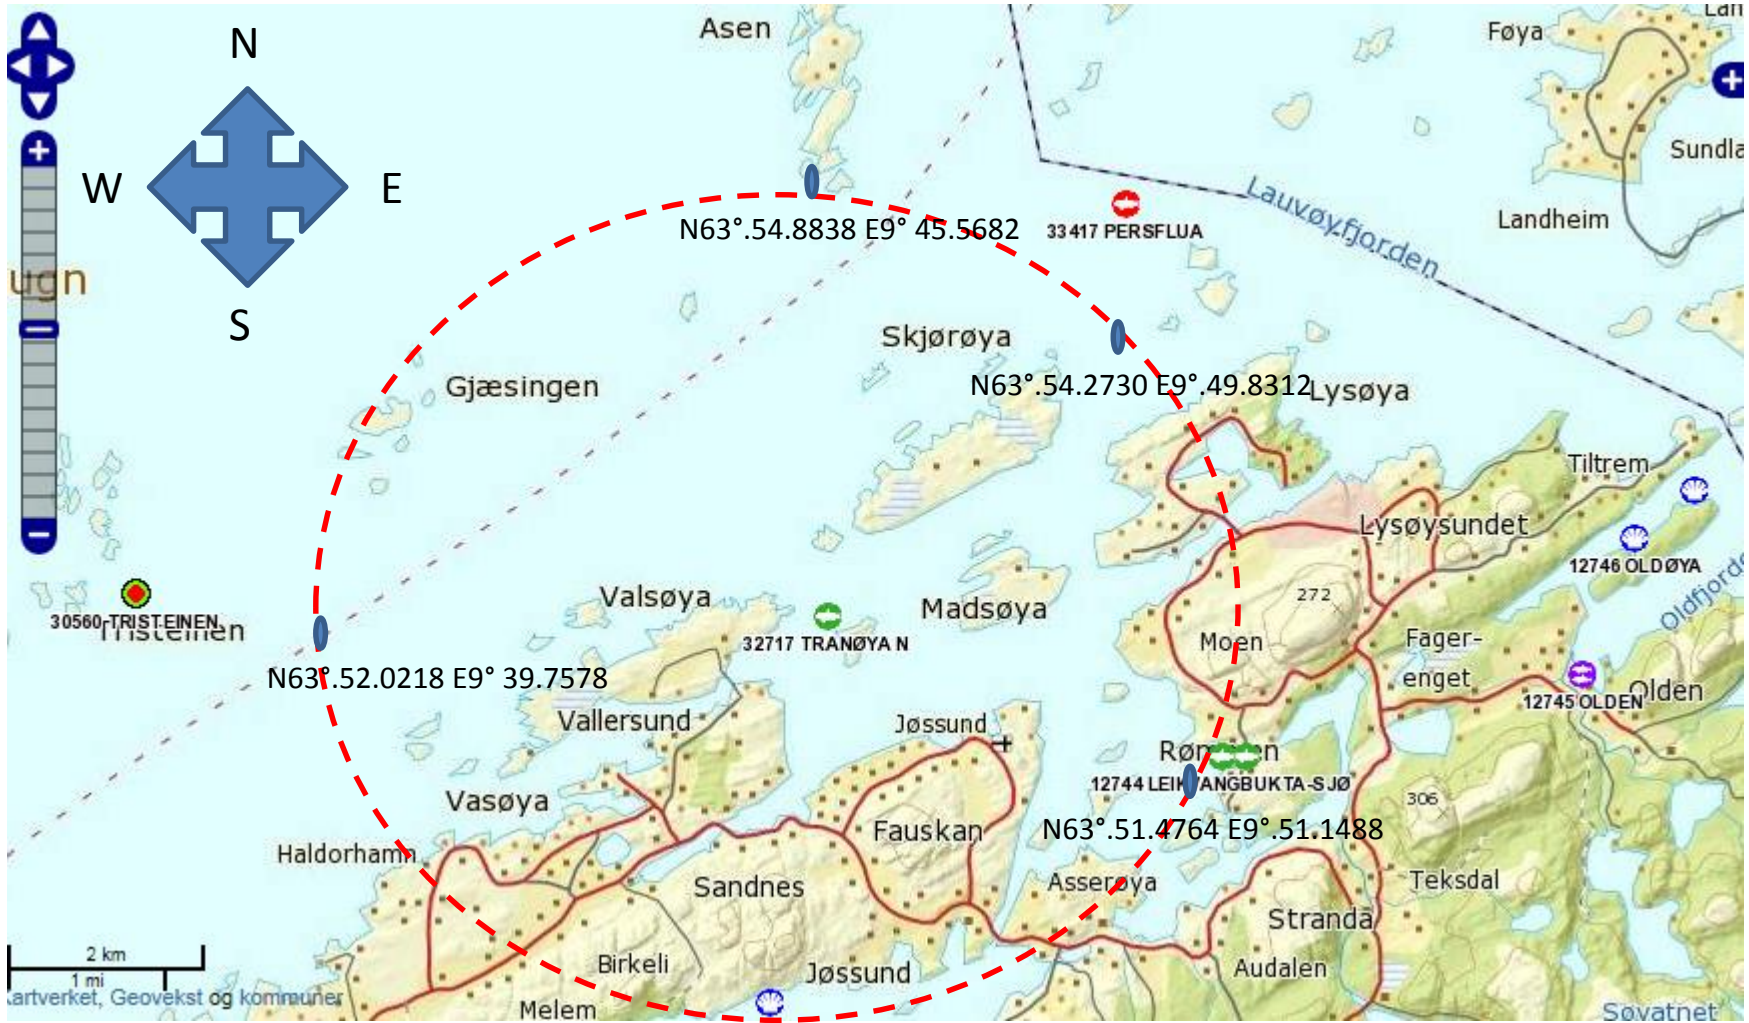 Asen
Føya
N
W
E
Sundla
Lauvøyfjorden
N63°.54.8838 E9° 45.5682
33417 PERSFLUA
Landheim
ugn
S
Skjørøya
Gjæsingen
N63°.54.2730 E9°.49.8312
Lysøya
Tiltrem
Lysøysundet
12746 OLDØYA
30560 TRISTEINEN
Tristeinen
Valsøya
Madsøya
272
32717 TRANØYA N
Moen
Fager-
enget
N63°.52.0218 E9° 39.7578
12745 OLDEN
Olden
Vallersund
Jøssund
12744 LEIKVANGBUKTA-SJØ
Vasøya
306
Fauskan
N63°.51.4764 E9°.51.1488
Haldorhamn
Sandnes
Asserøya
Teksdal
Stranda
2 km
1 mi
Birkeli
Jøssund
Audalen
artverket, Geovekst og kommuner
Melem
Søvatnet